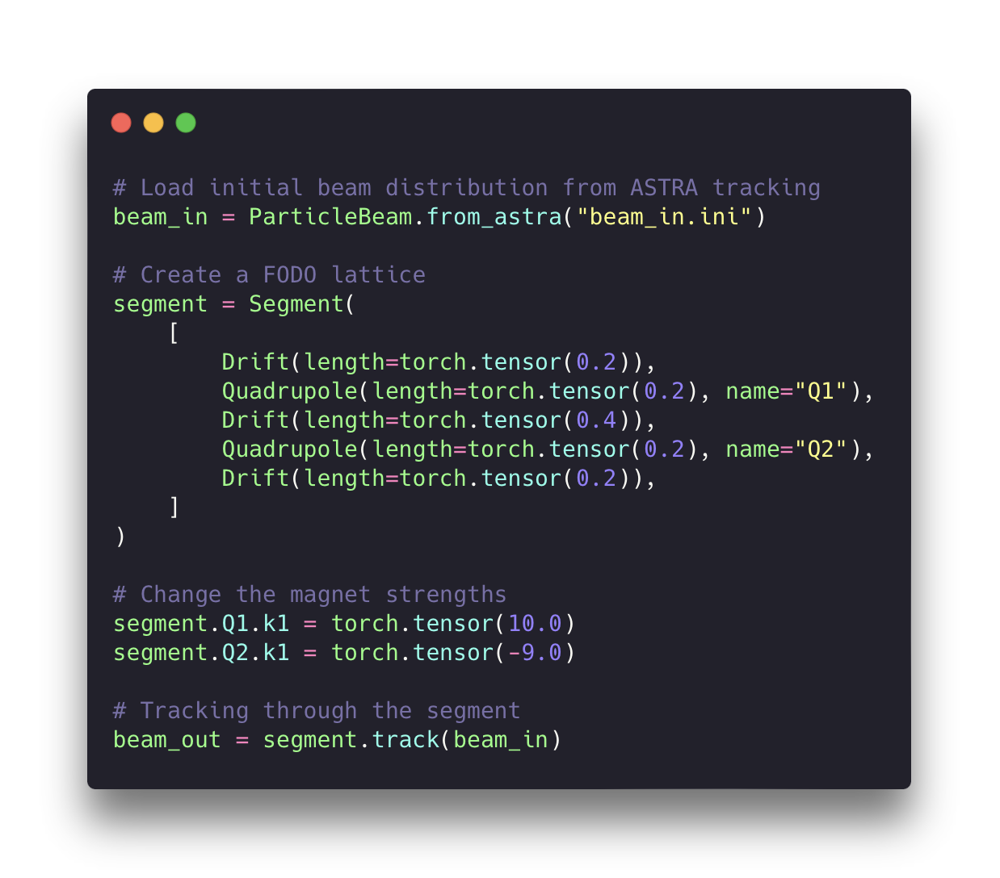 # Load initial beam distribution from ASTRA tracking
beam_in = ParticleBeam.from_astra("beam_in.ini")

# Create a FODO lattice
segment = Segment(
    [
        Drift(length=torch.tensor(0.2)),
        Quadrupole(length=torch.tensor(0.2), name="Q1"),
        Drift(length=torch.tensor(0.4)),
        Quadrupole(length=torch.tensor(0.2), name="Q2"),
        Drift(length=torch.tensor(0.2)),
    ]
)

# Change the magnet strengths
segment.Q1.k1 = torch.tensor(10.0)
segment.Q2.k1 = torch.tensor(-9.0)

# Tracking through the segment
beam_out = segment.track(beam_in)